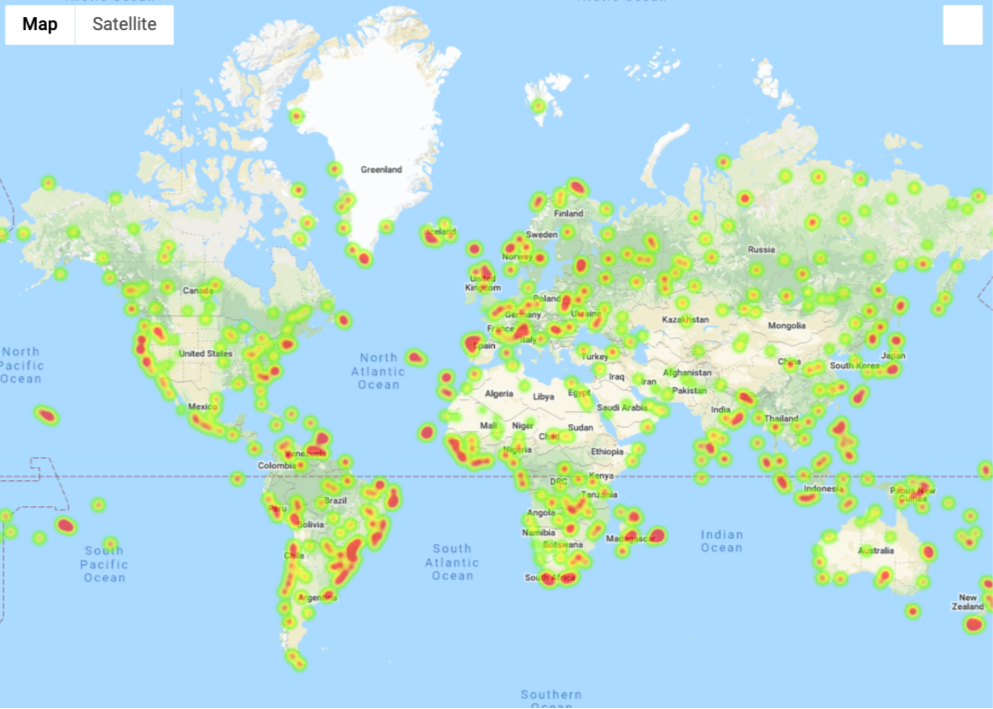 Map
Satellite
Greenland
Iceland
Finland
Sweden
Norway
Russia
United
Kingdom
Canada
Poland
Germany
Ukraine
Kazakhstan
France
Mongolia
Italy
North
Pacific
Ocean
United States
Spain
Turkey
China
Japan
South Korea
North
Atlantic
Ocean
Afghanistan
Iraq
Iran
Algeria
Libya
Egypt
Pakistan
Mexico
Saudi Arabia
India
Mali
Niger
Chad
Sudan
Thailand
Nigeria
Ethiopia
Venezuela
Colombia
Kenya
DRC
Indonesia
Papua New
Guinea
Tanzania
Brazil
Peru
Angola
Bolivia
Namibia
Botswana
Madagascar
Indian
Ocean
South
Pacific
Ocean
Chile
South
Atlantic
Ocean
Australia
South Africa
Argentina
New
Zealand
Southern
Ocean